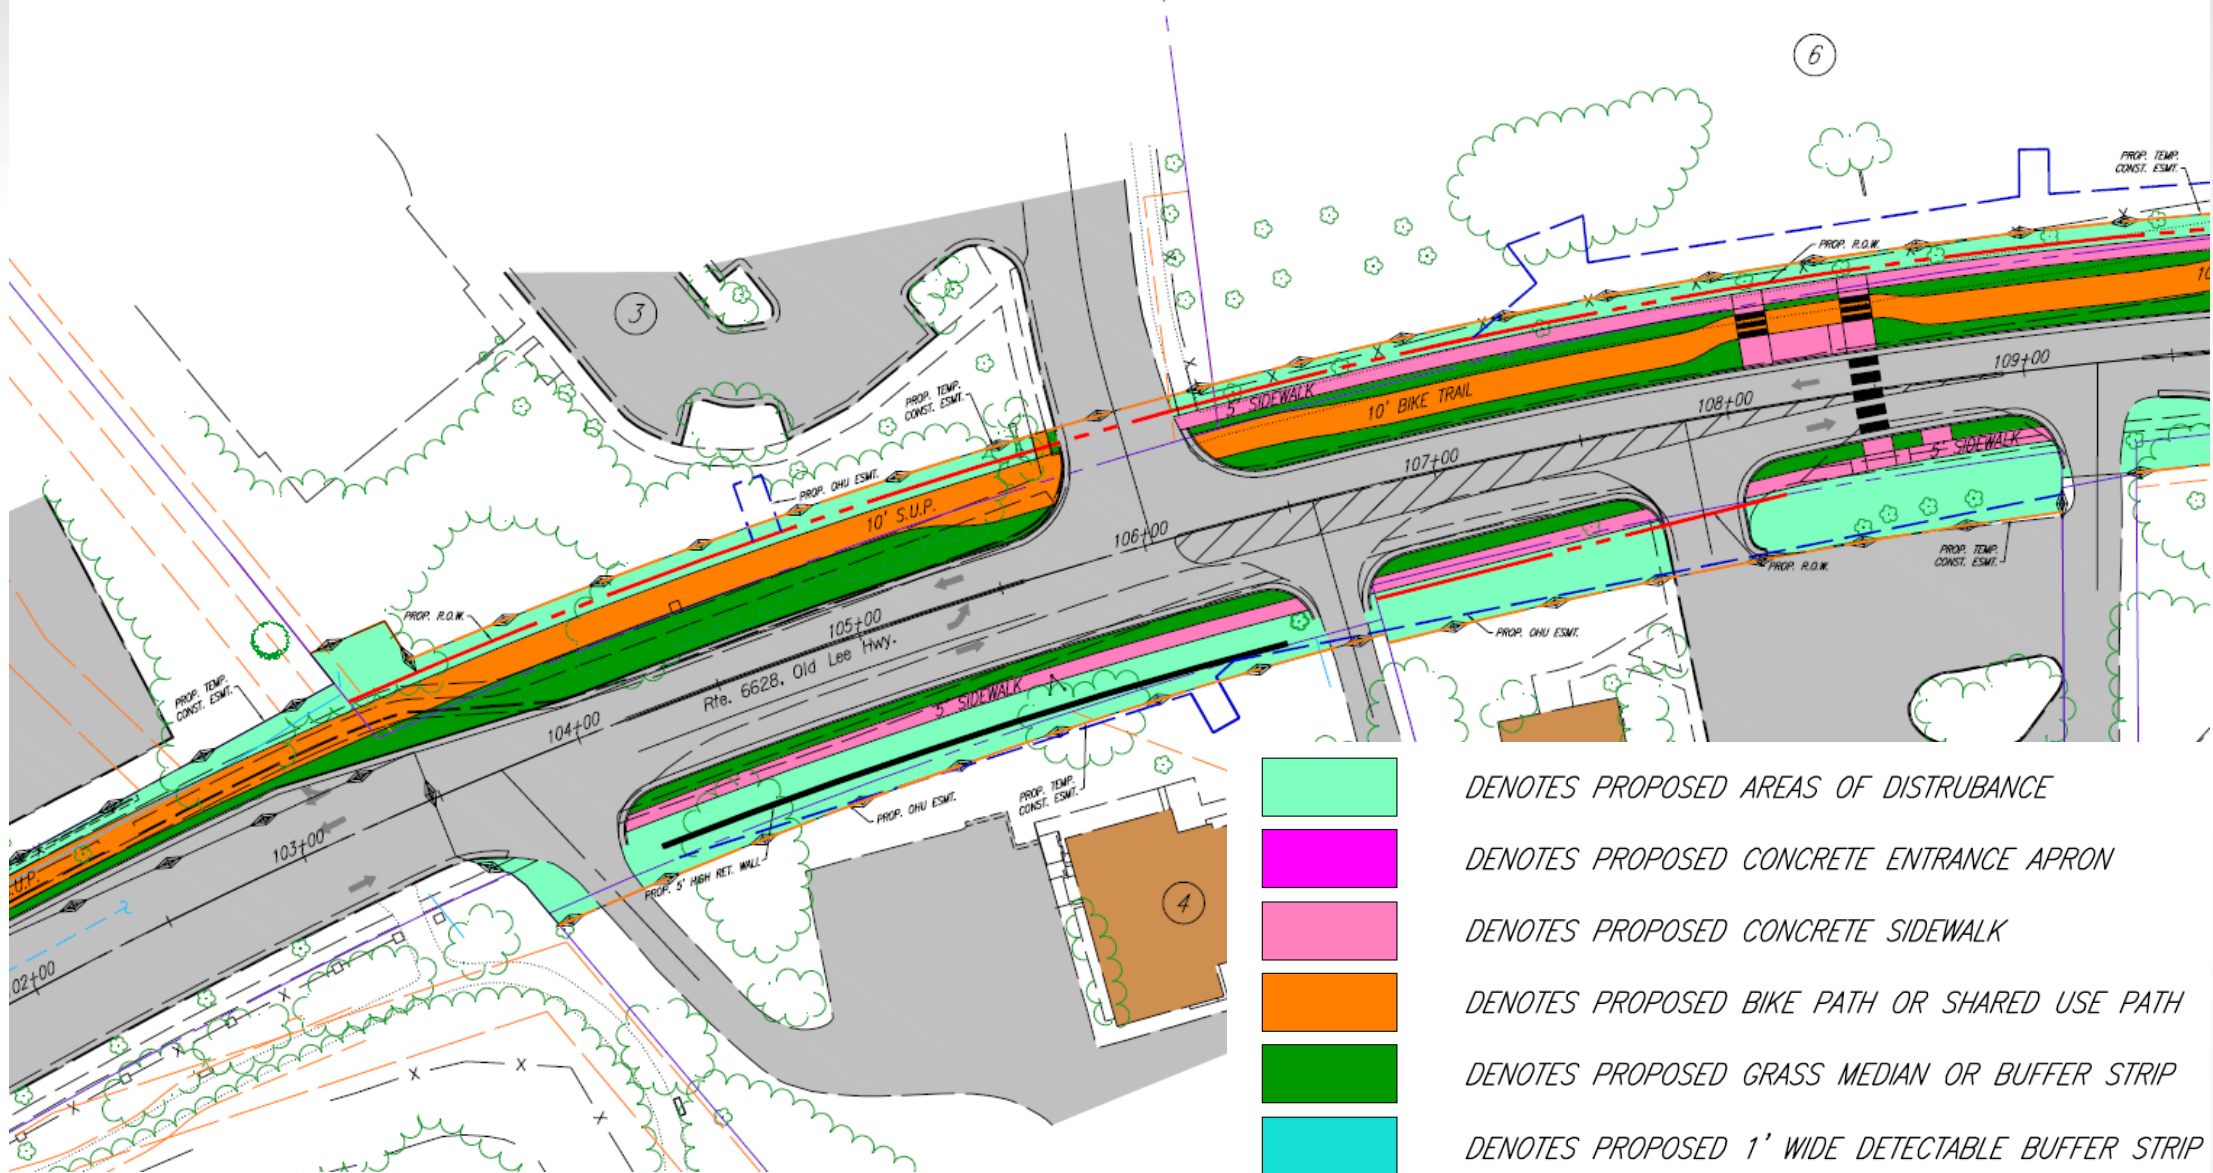 6
PROP. TEMP.
CONST. ESMT.
PROP. R.O.W.
3
109+00
PROP. TEMP.
CONST. ESMT.
5' SIDEWALK
10' BIKE TRAIL
108+00
5' SIDEWALK
107+00
PROP. OHU ESMT.
10' S.U.P.
106+00
PROP. TEMP.
CONST. ESMT.
PROP. R.O.W.
PROP. R.O.W.
105+00
PROP. OHU ESMT.
Rte. 6628, Old Lee Hwy.
PROP. TEMP.
CONST. ESMT.
5' SIDEWALK
104+00
PROP. TEMP.
CONST. ESMT.
PROP. OHU ESMT.
103+00
PROP. 5' HIGH RET. WALL
U.P.
4
02+00
DENOTES PROPOSED AREAS OF DISTRUBANCE
DENOTES PROPOSED CONCRETE ENTRANCE APRON
DENOTES PROPOSED CONCRETE SIDEWALK
DENOTES PROPOSED BIKE PATH OR SHARED USE PATH
DENOTES PROPOSED GRASS MEDIAN OR BUFFER STRIP
DENOTES PROPOSED 1' WIDE DETECTABLE BUFFER STRIP